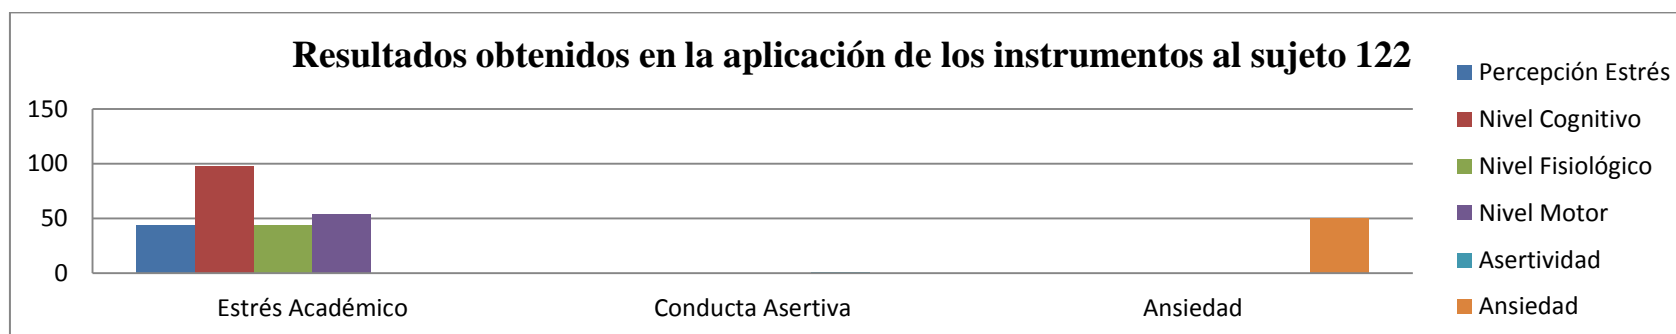 Resultados obtenidos en la aplicación de los instrumentos al sujeto 122
150
100
50
0
Estrés Académico
Conducta Asertiva
Ansiedad
Percepción Estrés
Nivel Cognitivo
Nivel Fisiológico
Nivel Motor
Asertividad
Ansiedad